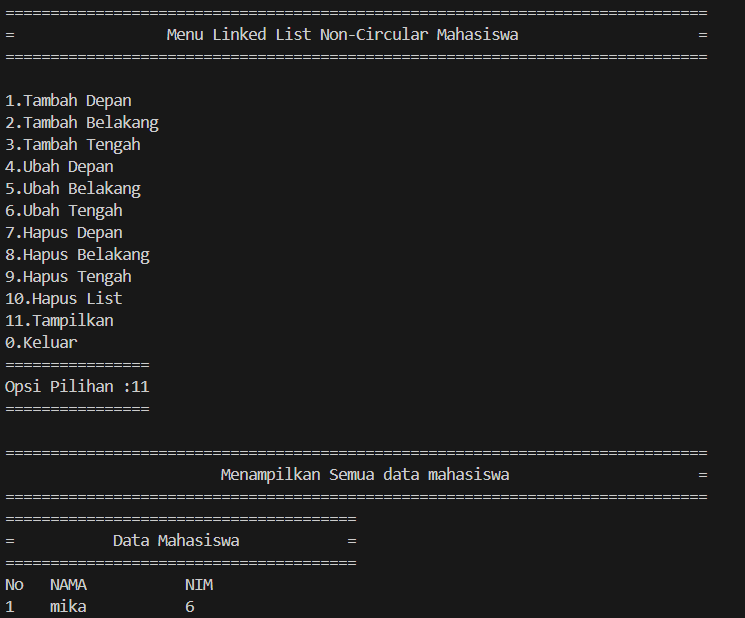 ==============================================================================
=                 Menu Linked List Non-Circular Mahasiswa                    =
==============================================================================
1.Tambah Depan
2.Tambah Belakang
3.Tambah Tengah
4.Ubah Depan
5.Ubah Belakang
6.Ubah Tengah
7.Hapus Depan
8.Hapus Belakang
9.Hapus Tengah
10.Hapus List
11.Tampilkan
0.Keluar
================
Opsi Pilihan :11
================
==============================================================================
                        Menampilkan Semua data mahasiswa                     =
==============================================================================
=======================================
=           Data Mahasiswa            =
=======================================
No   NAMA           NIM
1    mika           6